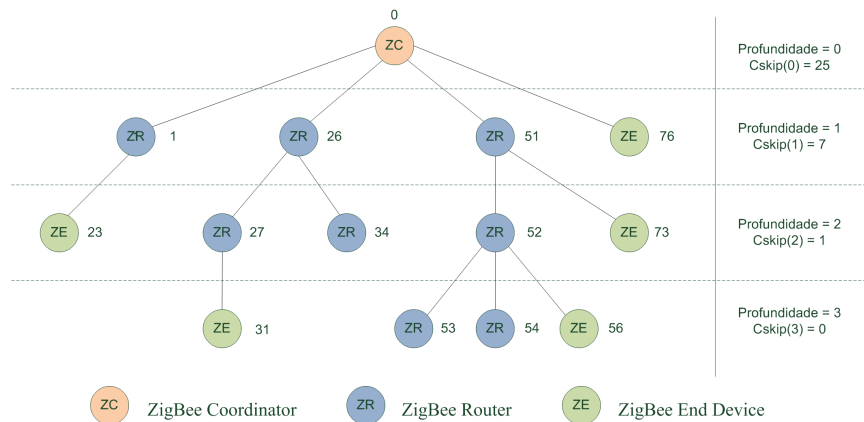 0
ZC
Profundidade = 0
Cskip(0) = 25
ZR 1 ZR 26 ZR 51 ZE 76
Profundidade = 1
Cskip(1) = 7
ZE 23 ZR 27 ZR 34 ZR 52 ZE 73
Profundidade = 2
Cskip(2) = 1
ZE 31 ZR 53 ZR 54 ZE 56
Profundidade = 3
Cskip(3) = 0
ZC ZigBee Coordinator ZR ZigBee Router ZE ZigBee End Device